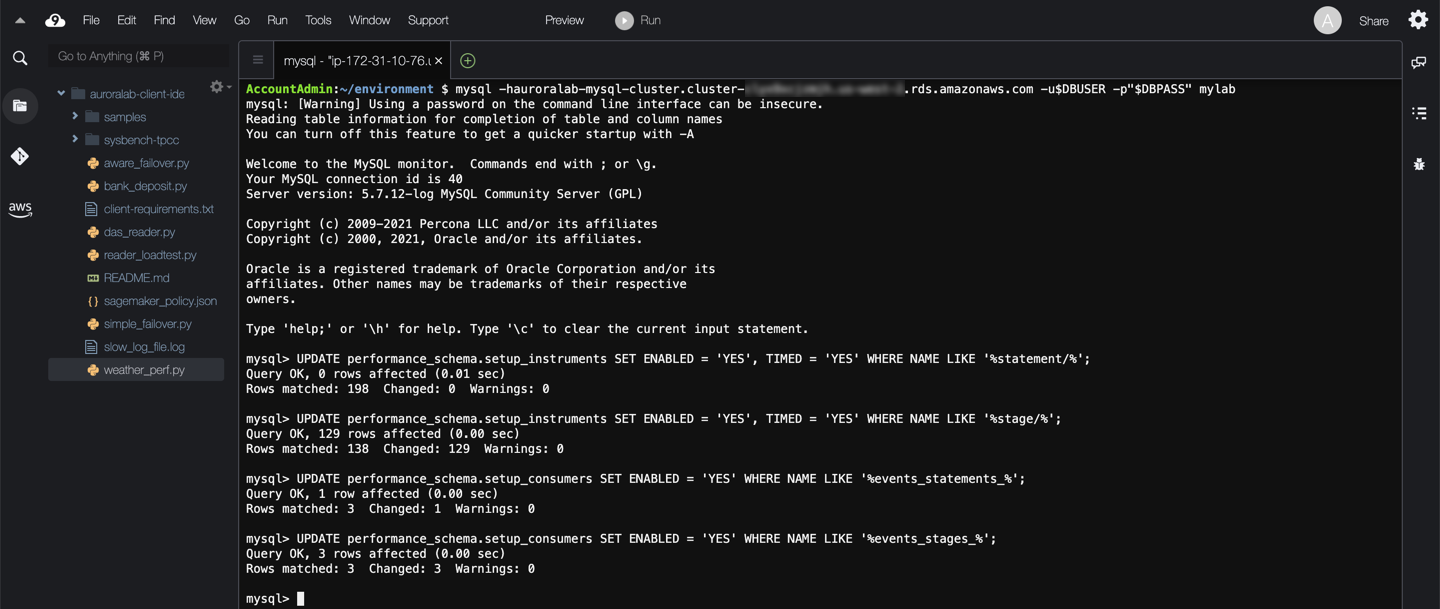 9 File Edit Find View Go Run Tools Window Support Preview Run A Share
Go to Anything (⌘ P)
aws
auroralab-client-ide
samples
sysbench-tpcc
aware_failover.py
bank_deposit.py
client-requirements.txt
das_reader.py
reader_loadtest.py
README.md
sagemaker_policy.json
simple_failover.py
slow_log_file.log
weather_perf.py
mysql - "ip-172-31-10-76.u
AccountAdmin:~/environment $ mysql -hauroralab-mysql-cluster.cluster- .rds.amazonaws.com -u$DBUSER -p"$DBPASS" mylab
mysql: [Warning] Using a password on the command line interface can be insecure.
Reading table information for completion of table and column names
You can turn off this feature to get a quicker startup with -A
Welcome to the MySQL monitor.  Commands end with ; or \g.
Your MySQL connection id is 40
Server version: 5.7.12-log MySQL Community Server (GPL)
Copyright (c) 2009-2021 Percona LLC and/or its affiliates
Copyright (c) 2000, 2021, Oracle and/or its affiliates.
Oracle is a registered trademark of Oracle Corporation and/or its
affiliates. Other names may be trademarks of their respective
owners.
Type 'help;' or '\h' for help. Type '\c' to clear the current input statement.
mysql> UPDATE performance_schema.setup_instruments SET ENABLED = 'YES', TIMED = 'YES' WHERE NAME LIKE '%statement/%';
Query OK, 0 rows affected (0.01 sec)
Rows matched: 198  Changed: 0  Warnings: 0
mysql> UPDATE performance_schema.setup_instruments SET ENABLED = 'YES', TIMED = 'YES' WHERE NAME LIKE '%stage/%';
Query OK, 129 rows affected (0.00 sec)
Rows matched: 138  Changed: 129  Warnings: 0
mysql> UPDATE performance_schema.setup_consumers SET ENABLED = 'YES' WHERE NAME LIKE '%events_statements_%';
Query OK, 1 row affected (0.00 sec)
Rows matched: 3  Changed: 1  Warnings: 0
mysql> UPDATE performance_schema.setup_consumers SET ENABLED = 'YES' WHERE NAME LIKE '%events_stages_%';
Query OK, 3 rows affected (0.00 sec)
Rows matched: 3  Changed: 3  Warnings: 0
mysql>